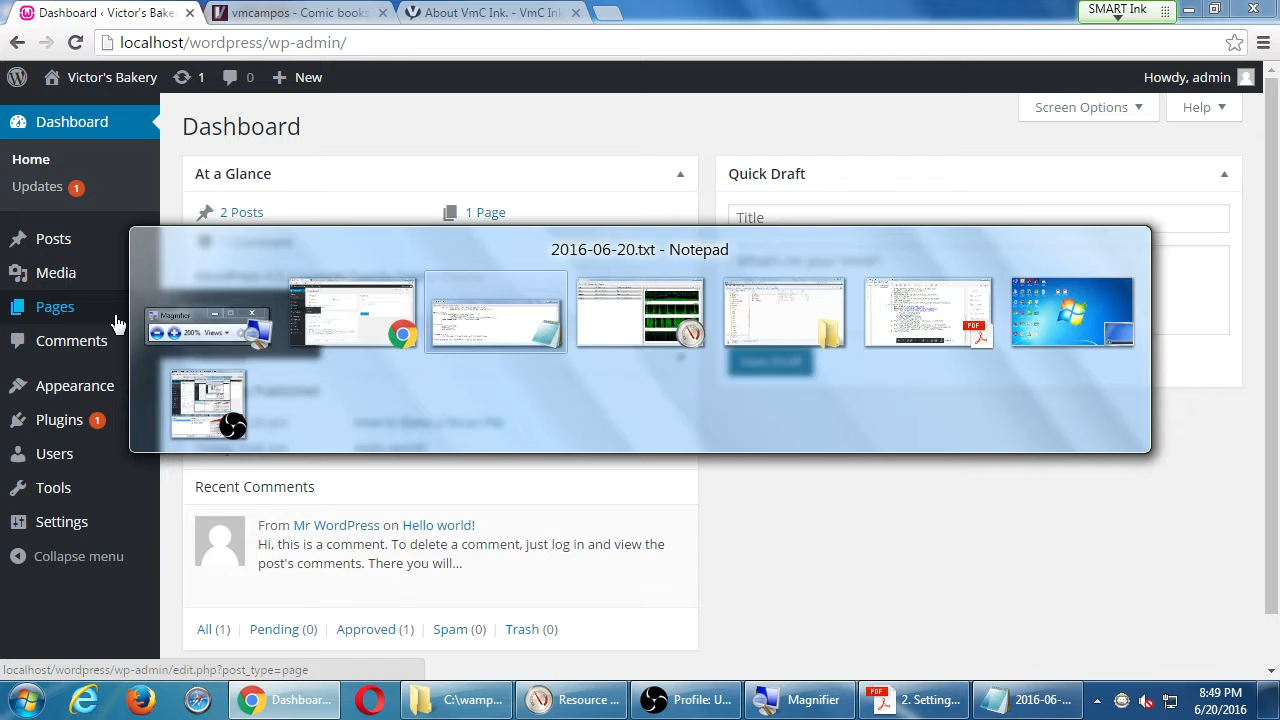 Dashboard ‹ Victor's Bake
vmcampos - Comic books
About VmC Ink. - VmC In
SMART Ink
localhost/wordpress/wp-admin/
Victor's Bakery
1
0
New
Howdy, admin
Dashboard
Home
Updates 1
Posts
Media
Pages
Comments
Appearance
Plugins 1
Users
Tools
Settings
Collapse menu
Dashboard
Screen Options
Help
At a Glance
2 Posts
1 Page
Quick Draft
Title
2016-06-20.txt - Notepad
Magnifier
200% Views
PDF
Recent Comments
From Mr WordPress on Hello world!
Hi, this is a comment. To delete a comment, just log in and view the
post's comments. There you will...
All (1) | Pending (0) | Approved (1) | Spam (0) | Trash (0)
localhost/wordpress/wp-admin/edit.php?post_type=page
Dashboar...
C:\wamp...
Resource ...
Profile: U...
Magnifier
PDF
2. Setting...
2016-06-...
8:49 PM
6/20/2016